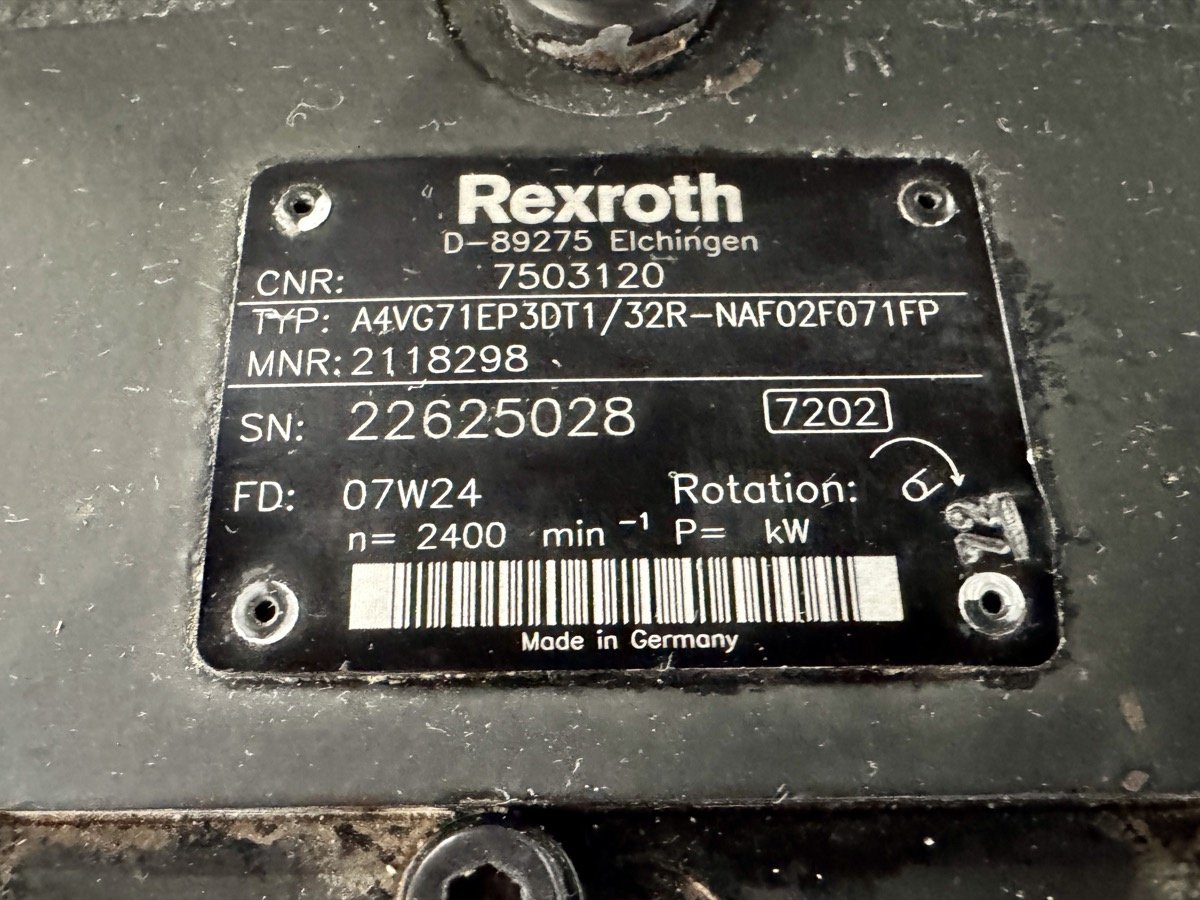 Rexroth
D-89275 Elchingen
CNR: 7503120
TYP: A4VG71EP3DT1/32R-NAF02F071FP
MNR: 2118298
SN: 22625028 7202
FD: 07W24 Rotation:
n= 2400 min⁻¹ P= kW
Made in Germany